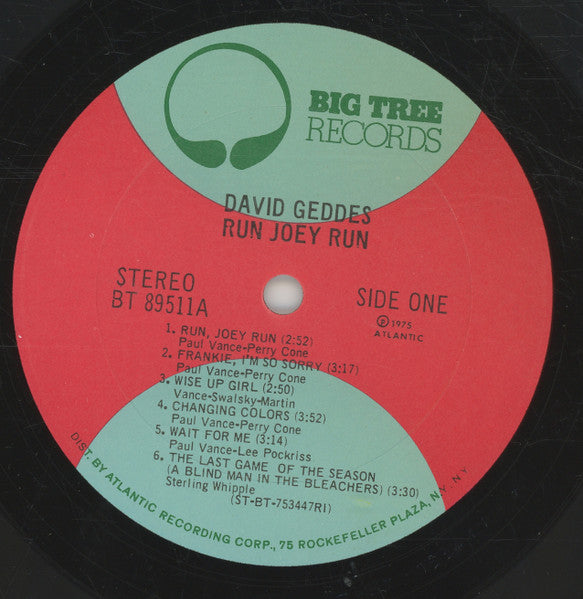 BIG TREE
RECORDS
DAVID GEDDES
RUN JOEY RUN
STEREO
BT 89511A
SIDE ONE
Ⓟ1975
ATLANTIC
1. RUN, JOEY RUN (2:52)
Paul Vance-Perry Cone
2. FRANKIE, I'M SO SORRY (3:17)
Paul Vance-Perry Cone
3. WISE UP GIRL (2:50)
Vance-Swalsky-Martin
4. CHANGING COLORS (3:52)
Paul Vance-Perry Cone
5. WAIT FOR ME (3:14)
Paul Vance-Lee Pockriss
6. THE LAST GAME OF THE SEASON
(A BLIND MAN IN THE BLEACHERS) (3:30)
Sterling Whipple
(ST-BT-753447RI)
DIST. BY ATLANTIC RECORDING CORP., 75 ROCKEFELLER PLAZA, N.Y. N.Y.